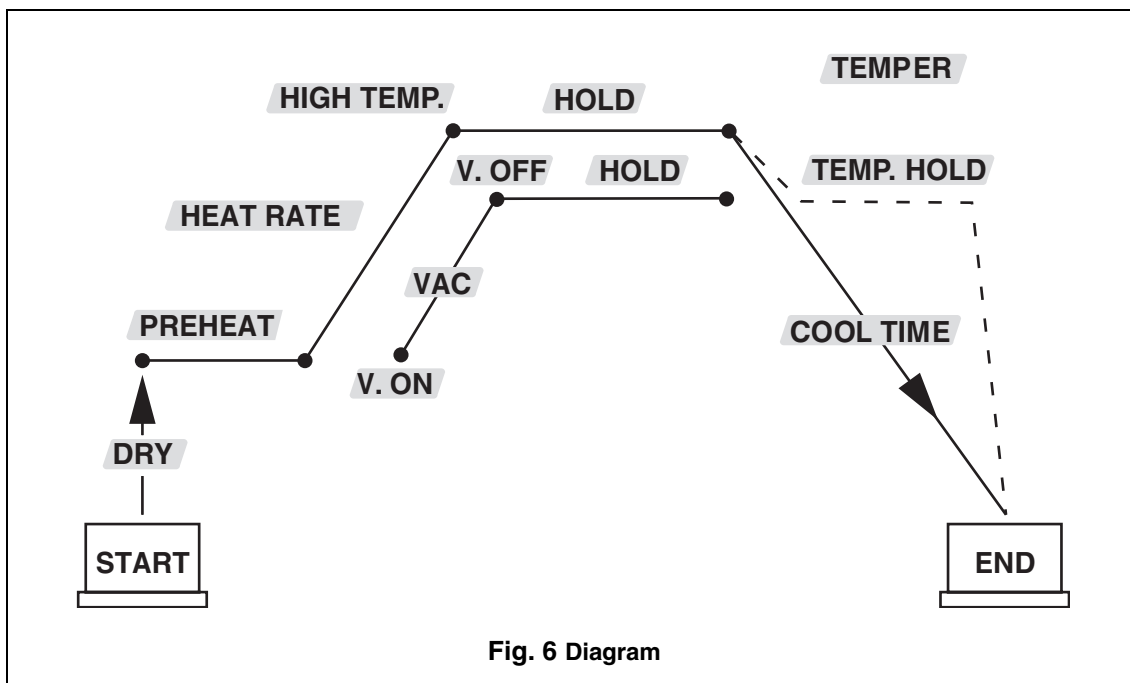 TEMPER
HIGH TEMP.
HOLD
V. OFF
HOLD
TEMP. HOLD
HEAT RATE
VAC
PREHEAT
COOL TIME
V. ON
DRY
START
END
Fig. 6 Diagram